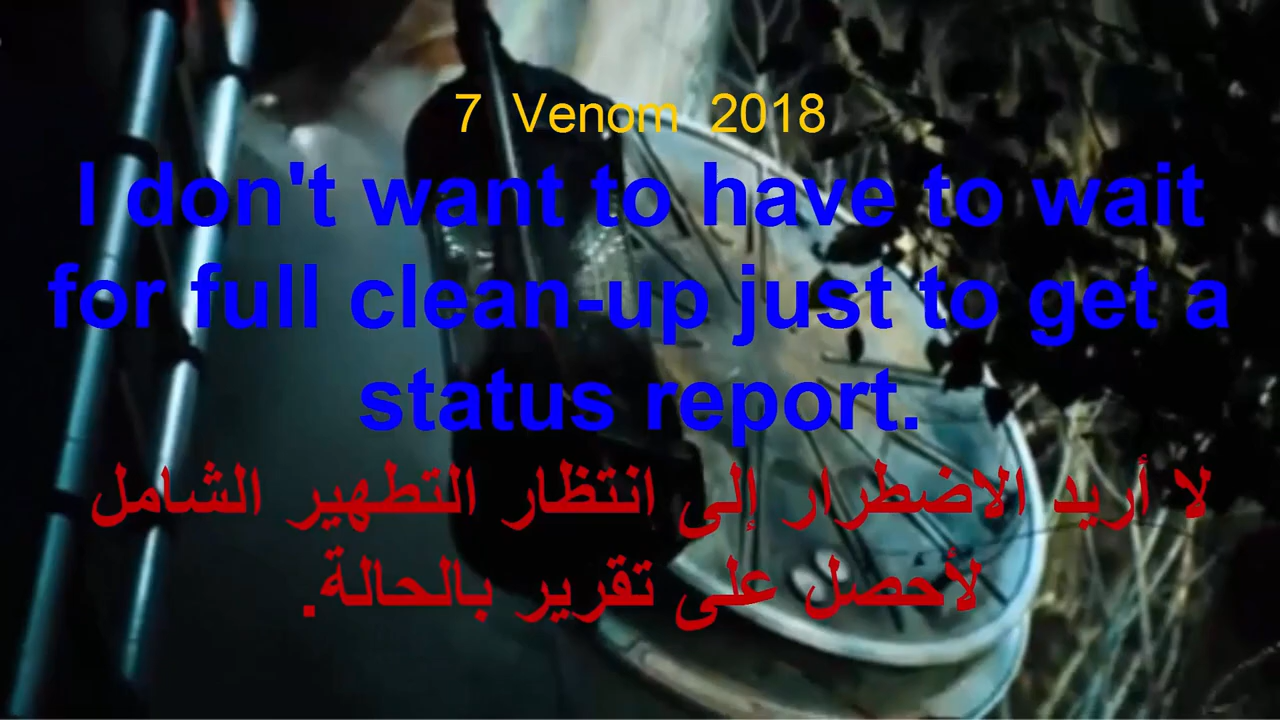 7 Venom 2018
I don't want to have to wait
for full clean-up just to get a
status report.
لا أريد الاضطرار إلى انتظار التطهير الشامل
لأحصل على تقرير بالحالة.